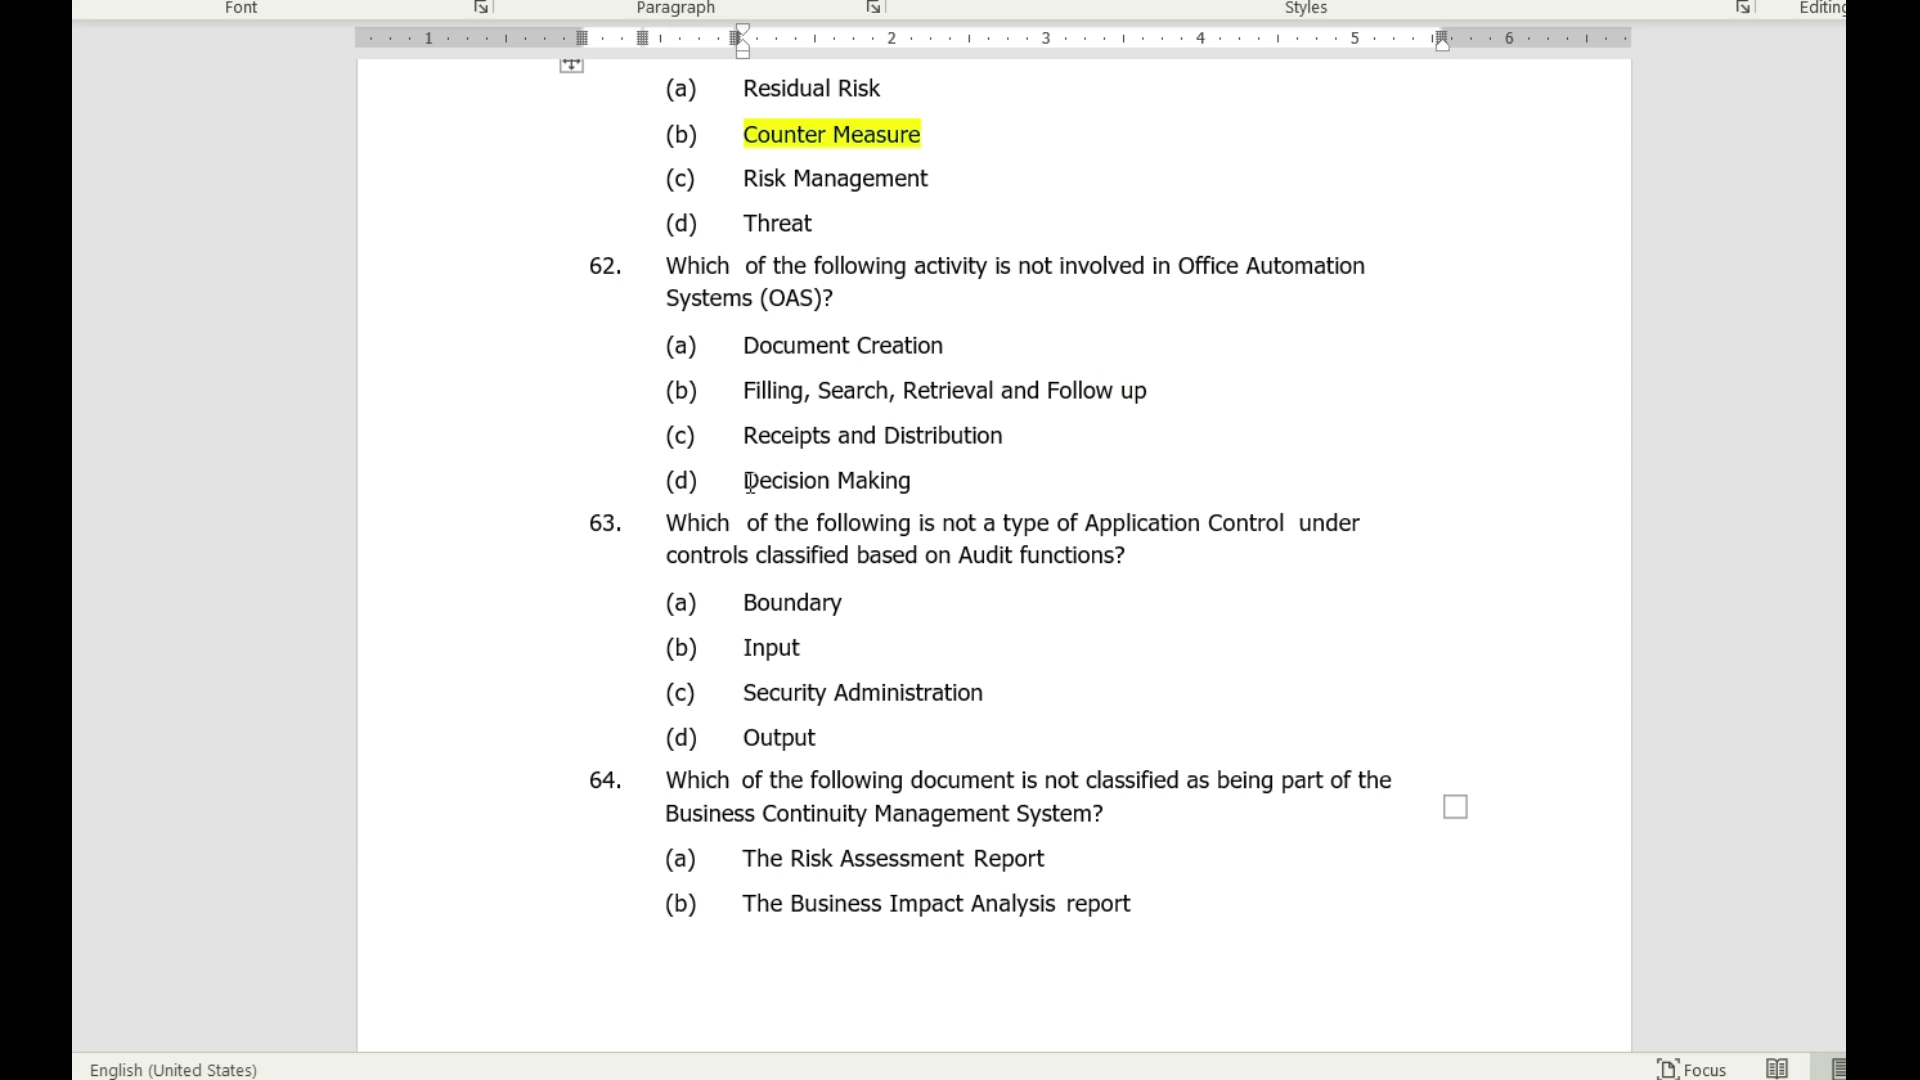 Font Paragraph Styles Editing
1 2 3 4 5 6
(a) Residual Risk
(b) Counter Measure
(c) Risk Management
(d) Threat
62. Which of the following activity is not involved in Office Automation
Systems (OAS)?
(a) Document Creation
(b) Filling, Search, Retrieval and Follow up
(c) Receipts and Distribution
(d) Decision Making
63. Which of the following is not a type of Application Control under
controls classified based on Audit functions?
(a) Boundary
(b) Input
(c) Security Administration
(d) Output
64. Which of the following document is not classified as being part of the
Business Continuity Management System?
(a) The Risk Assessment Report
(b) The Business Impact Analysis report
English (United States) Focus